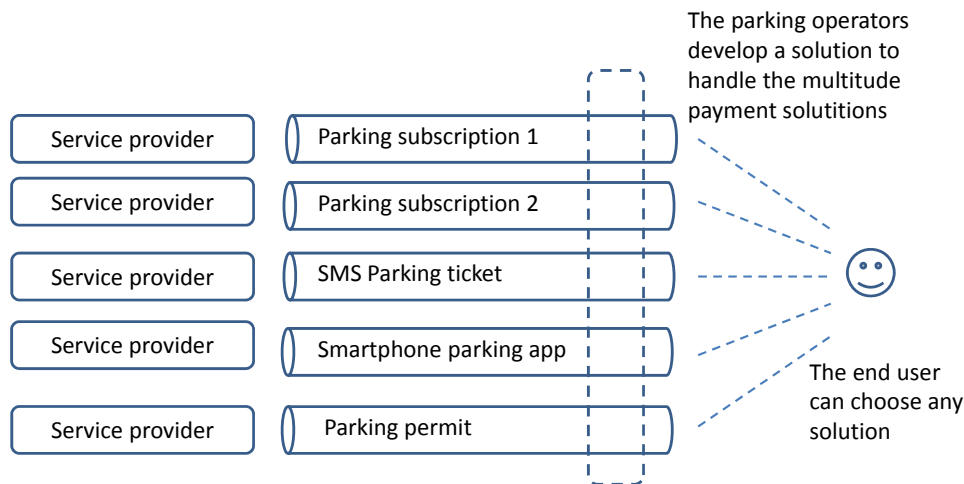 The parking operators
develop a solution to
handle the multitude
payment solutitions
Service provider
Parking subscription 1
Service provider
Parking subscription 2
Service provider
SMS Parking ticket
Service provider
Smartphone parking app
The end user
can choose any
solution
Service provider
Parking permit